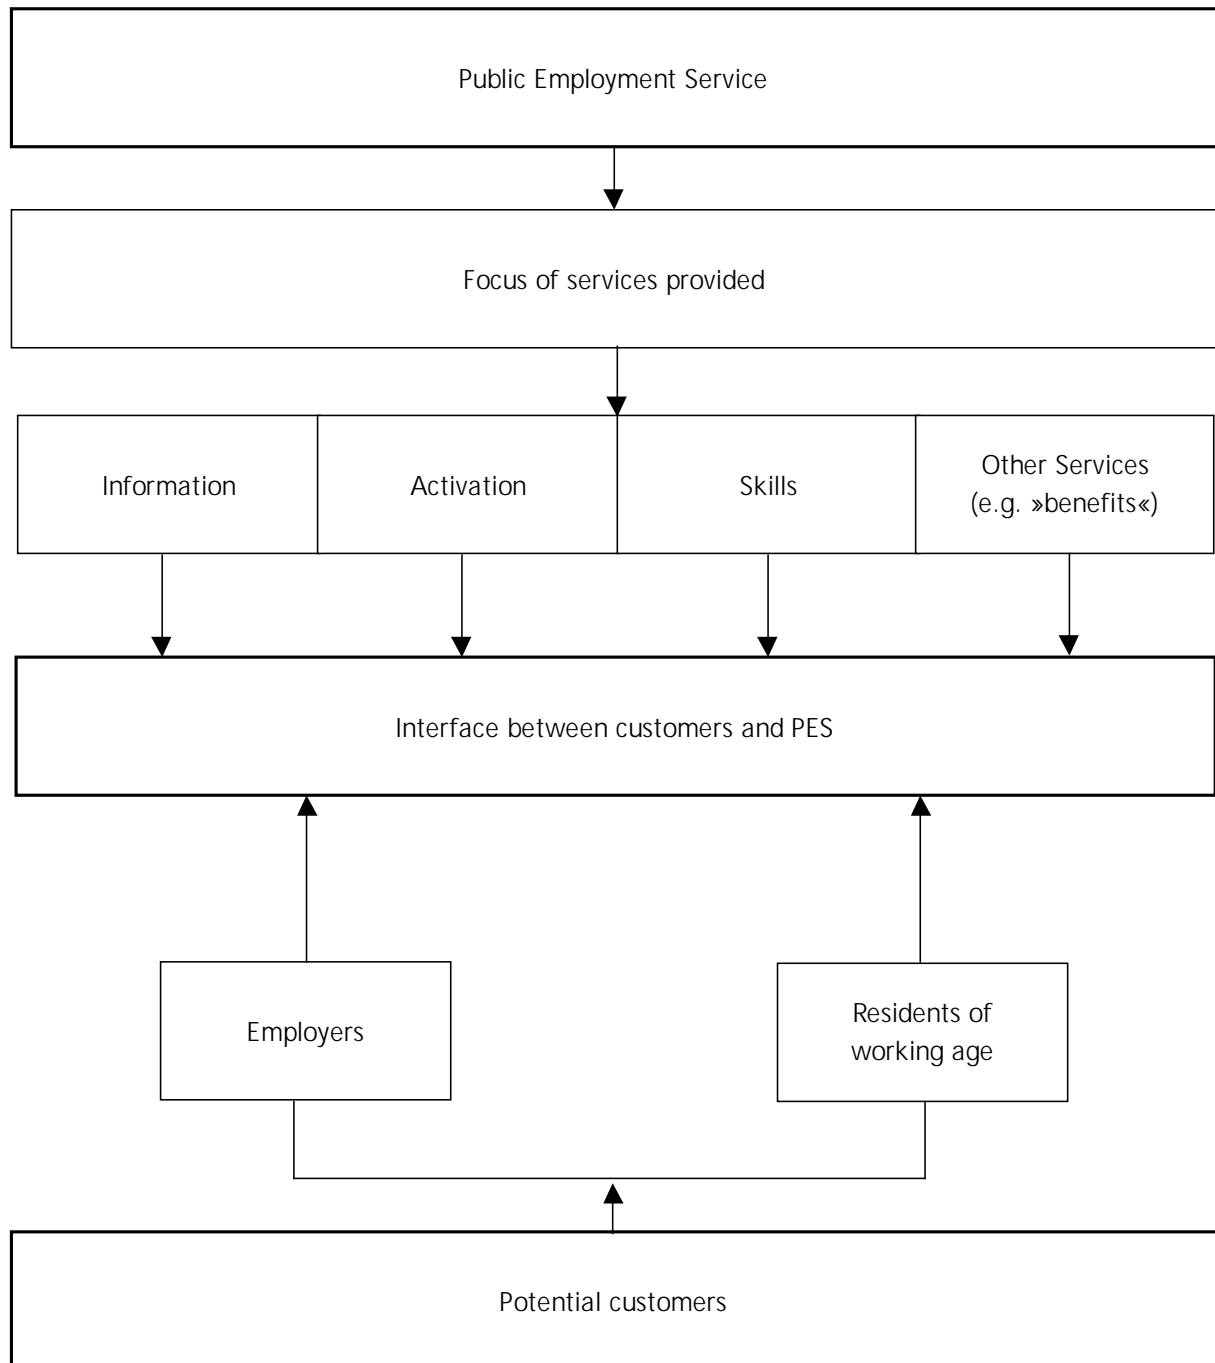 Public Employment Service
Focus of services provided
Information
Activation
Skills
Other Services
(e.g. »benefits«)
Interface between customers and PES
Employers
Residents of
working age
Potential customers